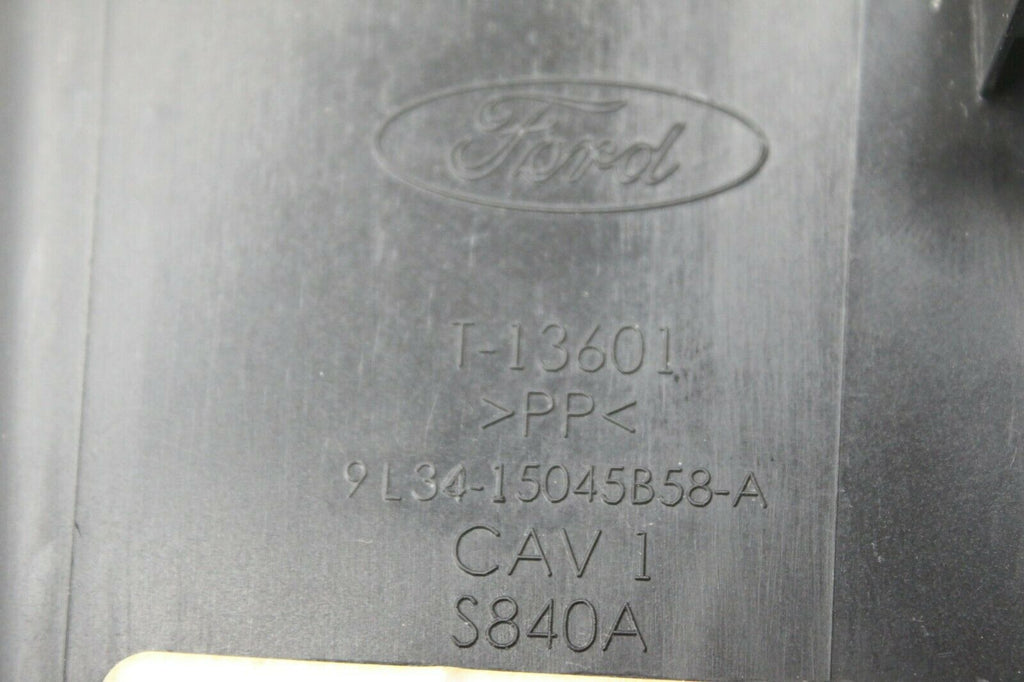 Ford
T-13601
>PP<
9L34-15045B58-A
CAV 1
S840A